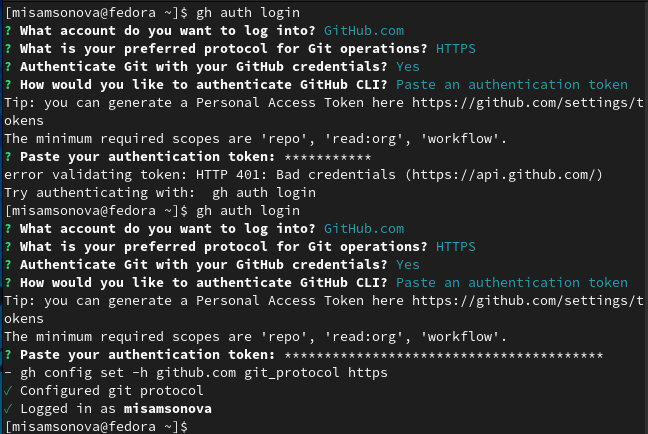 [misamsonova@fedora ~]$ gh auth login
? What account do you want to log into? GitHub.com
? What is your preferred protocol for Git operations? HTTPS
? Authenticate Git with your GitHub credentials? Yes
? How would you like to authenticate GitHub CLI? Paste an authentication token
Tip: you can generate a Personal Access Token here https://github.com/settings/t
okens
The minimum required scopes are 'repo', 'read:org', 'workflow'.
? Paste your authentication token: ***********
error validating token: HTTP 401: Bad credentials (https://api.github.com/)
Try authenticating with:  gh auth login
[misamsonova@fedora ~]$ gh auth login
? What account do you want to log into? GitHub.com
? What is your preferred protocol for Git operations? HTTPS
? Authenticate Git with your GitHub credentials? Yes
? How would you like to authenticate GitHub CLI? Paste an authentication token
Tip: you can generate a Personal Access Token here https://github.com/settings/t
okens
The minimum required scopes are 'repo', 'read:org', 'workflow'.
? Paste your authentication token: ****************************************
- gh config set -h github.com git_protocol https
✓ Configured git protocol
✓ Logged in as misamsonova
[misamsonova@fedora ~]$